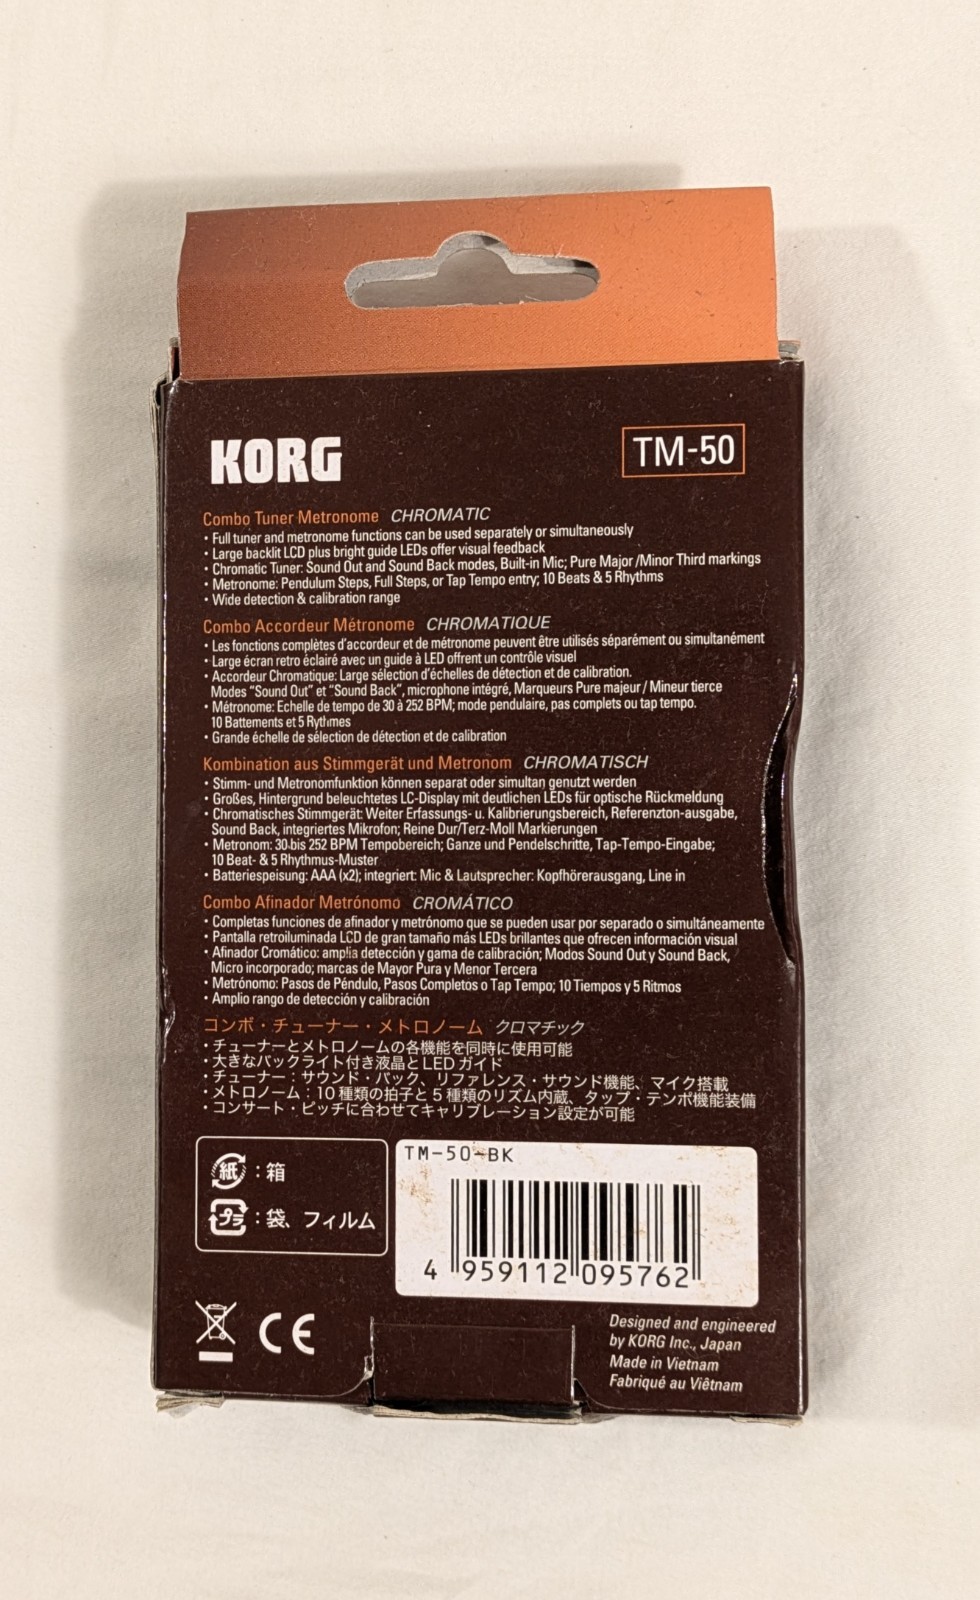 KORG
TM-50
Combo Tuner Metronome CHROMATIC
• Full tuner and metronome functions can be used separately or simultaneously
• Large backlit LCD plus bright guide LEDs offer visual feedback
• Chromatic Tuner: Sound Out and Sound Back modes, Built-in Mic; Pure Major/Minor Third markings
• Metronome: Pendulum Steps, Full Steps, or Tap Tempo entry; 10 Beats & 5 Rhythms
• Wide detection & calibration range
Combo Accordeur Métronome CHROMATIQUE
• Les fonctions complètes d'accordeur et de métronome peuvent être utilisés séparément ou simultanément
• Large écran retro éclairé avec un guide à LED offrent un contrôle visuel
• Accordeur Chromatique: Large sélection d'échelles de détection et de calibration.
Modes "Sound Out" et "Sound Back", microphone intégré, Marqueurs Pure majeur / Mineur tierce
• Métronome: Echelle de tempo de 30 à 252 BPM; mode pendulaire, pas complets ou tap tempo.
10 Battements et 5 Rythmes
• Grande échelle de sélection de détection et de calibration
Kombination aus Stimmgerät und Metronom CHROMATISCH
• Stimm- und Metronomfunktion können separat oder simultan genutzt werden
• Großes, Hintergrund beleuchtetes LC-Display mit deutlichen LEDs für optische Rückmeldung
• Chromatisches Stimmgerät: Weiter Erfassungs- u. Kalibrierungsbereich, Referenzton-ausgabe,
Sound Back, integriertes Mikrofon; Reine Dur/Terz-Moll Markierungen
• Metronom: 30-bis 252 BPM Tempobereich; Ganze und Pendelschritte, Tap-Tempo-Eingabe;
10 Beat- & 5 Rhythmus-Muster
• Batteriespeisung: AAA (x2); integriert: Mic & Lautsprecher: Kopfhörerausgang, Line in
Combo Afinador Metrónomo CROMÁTICO
• Completas funciones de afinador y metrónomo que se pueden usar por separado o simultáneamente
• Pantalla retroiluminada LCD de gran tamaño más LEDs brillantes que ofrecen información visual
• Afinador Cromático: amplia detección y gama de calibración; Modos Sound Out y Sound Back,
Micro incorporado; marcas de Mayor Pura y Menor Tercera
• Metrónomo: Pasos de Péndulo, Pasos Completos o Tap Tempo; 10 Tiempos y 5 Ritmos
• Amplio rango de detección y calibración
コンボ・チューナー・メトロノーム クロマチック
・チューナーとメトロノームの各機能を同時に使用可能
・大きなバックライト付き液晶とLEDガイド
・チューナー：サウンド・バック、リファレンス・サウンド機能、マイク搭載
・メトロノーム：10種類の拍子と5種類のリズム内蔵、タップ・テンポ機能装備
・コンサート・ピッチに合わせてキャリブレーション設定が可能
紙：箱
プラ：袋、フィルム
TM-50-BK
4 959112 095762
CE
Designed and engineered
by KORG Inc., Japan
Made in Vietnam
Fabriqué au Viêtnam